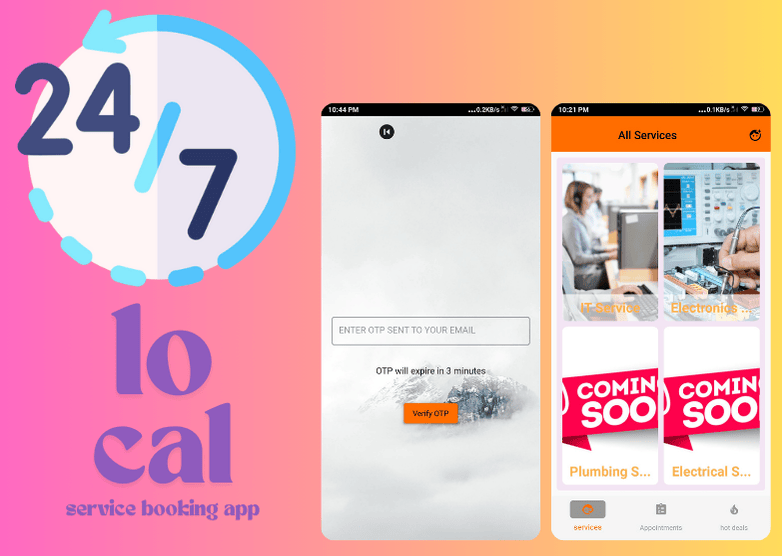 24/7
lo
cal
service booking app
10:44 PM
...0.2KB/s
ENTER OTP SENT TO YOUR EMAIL
OTP will expire in 3 minutes
Verify OTP
10:21 PM
...0.1KB/s
All Services
IT Service
Electronics ...
COMING
SOO
COMING
SOO
Plumbing S...
Electrical S...
services
Appointments
hot deals